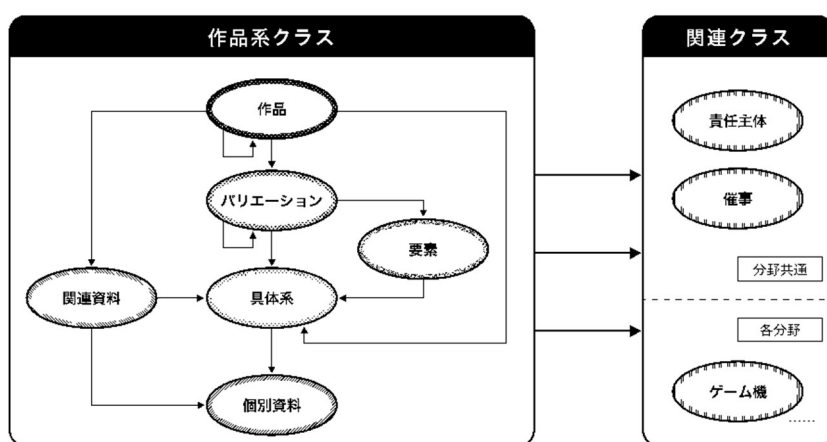 作品系クラス
関連クラス
作品
責任主体
バリエーション
催事
要素
分野共通
関連資料
具体系
各分野
個別資料
ゲーム機
......